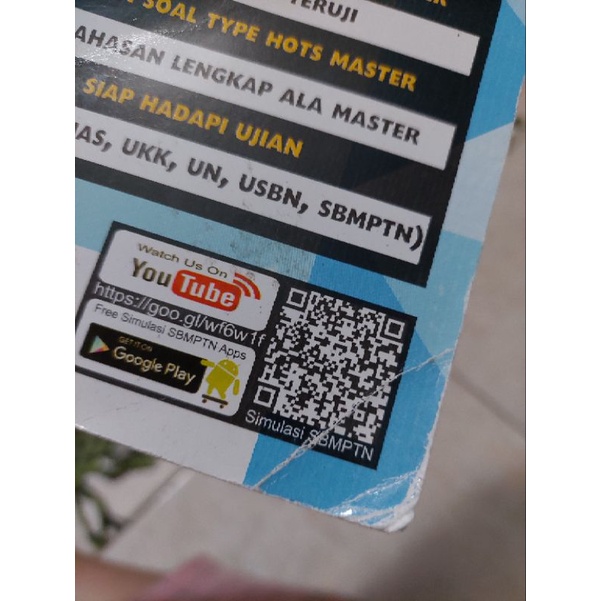 TERUJI
SOAL TYPE HOTS MASTER
AHASAN LENGKAP ALA MASTER
SIAP HADAPI UJIAN
AS, UKK, UN, USBN, SBMPTN)
Watch Us On
YouTube
https://goo.gl/wf6w1f
Free Simulasi SBMPTN Apps
GET IT ON
Google Play
Simulasi SBMPTN